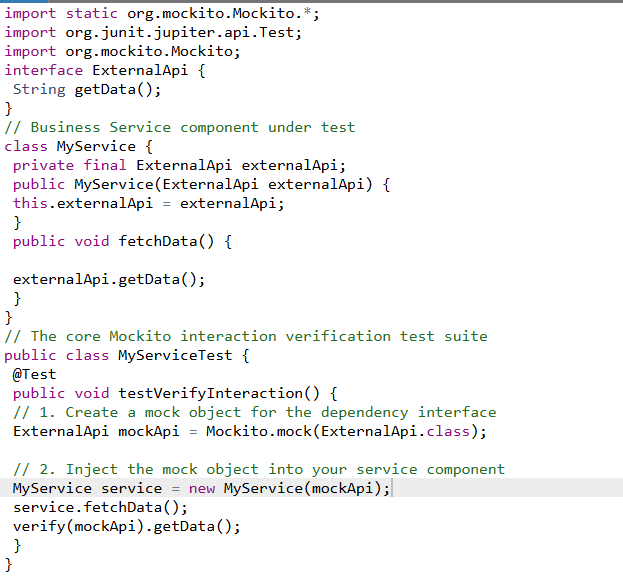 import static org.mockito.Mockito.*;
import org.junit.jupiter.api.Test;
import org.mockito.Mockito;
interface ExternalApi {
String getData();
}
// Business Service component under test
class MyService {
private final ExternalApi externalApi;
public MyService(ExternalApi externalApi) {
this.externalApi = externalApi;
}
public void fetchData() {
externalApi.getData();
}
}
// The core Mockito interaction verification test suite
public class MyServiceTest {
@Test
public void testVerifyInteraction() {
// 1. Create a mock object for the dependency interface
ExternalApi mockApi = Mockito.mock(ExternalApi.class);
// 2. Inject the mock object into your service component
MyService service = new MyService(mockApi);
service.fetchData();
verify(mockApi).getData();
}
}